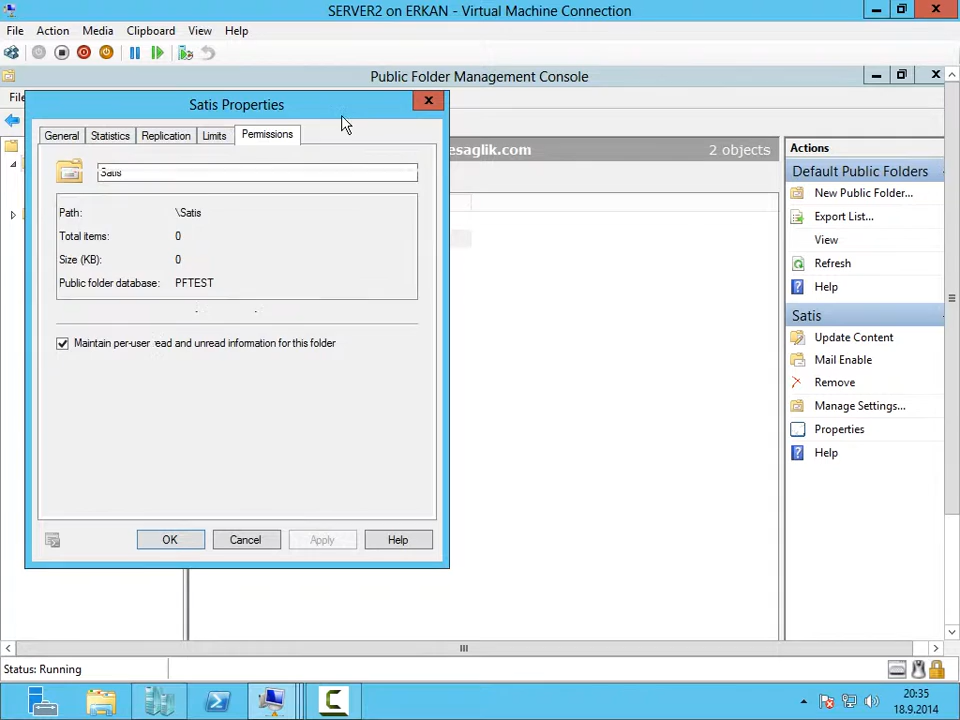 SERVER2 on ERKAN - Virtual Machine Connection
File Action Media Clipboard View Help
Public Folder Management Console
Satis Properties
General Statistics Replication Limits Permissions
Satis
Path: \Satis
Total items: 0
Size (KB): 0
Public folder database: PFTEST
Maintain per-user read and unread information for this folder
OK Cancel Apply Help
esaglik.com 2 objects
Actions
Default Public Folders
New Public Folder...
Export List...
View
Refresh
Help
Satis
Update Content
Mail Enable
Remove
Manage Settings...
Properties
Help
Status: Running
20:35
18.9.2014